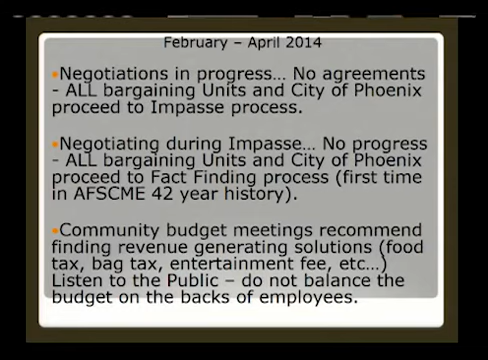 February – April 2014
•Negotiations in progress... No agreements
- ALL bargaining Units and City of Phoenix
proceed to Impasse process.
•Negotiating during Impasse... No progress
- ALL bargaining Units and City of Phoenix
proceed to Fact Finding process (first time
in AFSCME 42 year history).
•Community budget meetings recommend
finding revenue generating solutions (food
tax, bag tax, entertainment fee, etc...)
Listen to the Public – do not balance the
budget on the backs of employees.